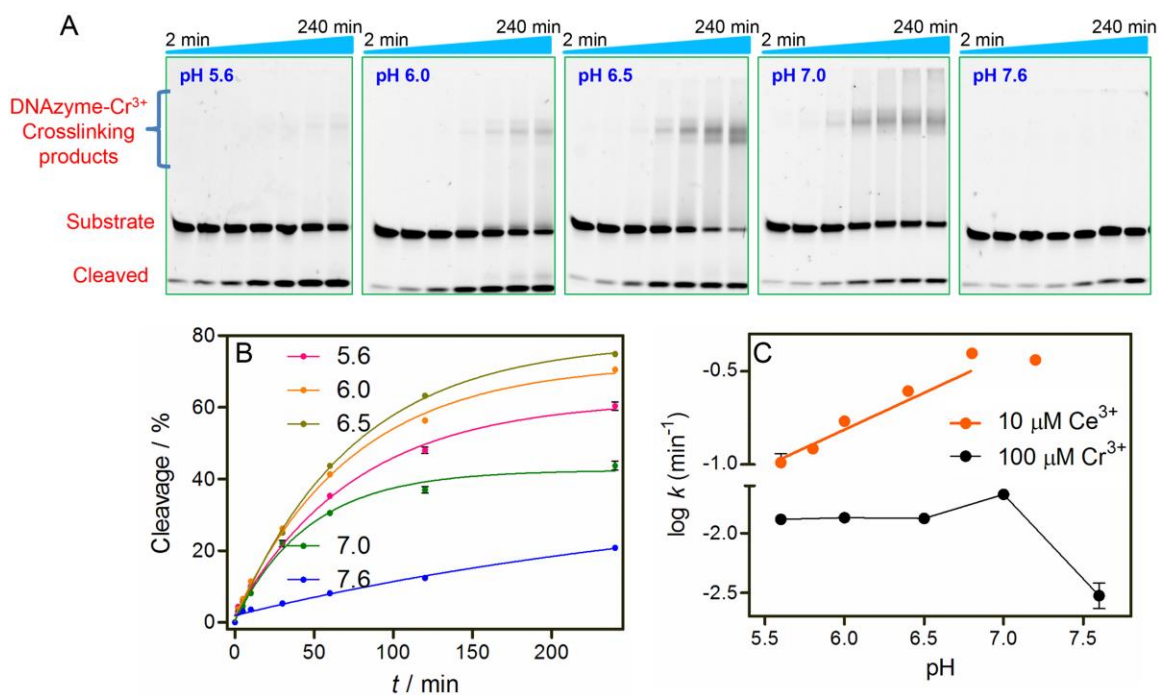 A
2 min 240 min
2 min 240 min
2 min 240 min
2 min 240 min
2 min 240 min
pH 5.6
pH 6.0
pH 6.5
pH 7.0
pH 7.6
DNAzyme-Cr³⁺
Crosslinking
products
Substrate
Cleaved
B
80
60
40
20
0
Cleavage / %
5.6
6.0
6.5
7.0
7.6
0 50 100 150 200
t / min
C
-0.5
-1.0
-2.0
-2.5
log k (min⁻¹)
10 μM Ce³⁺
100 μM Cr³⁺
5.5 6.0 6.5 7.0 7.5
pH